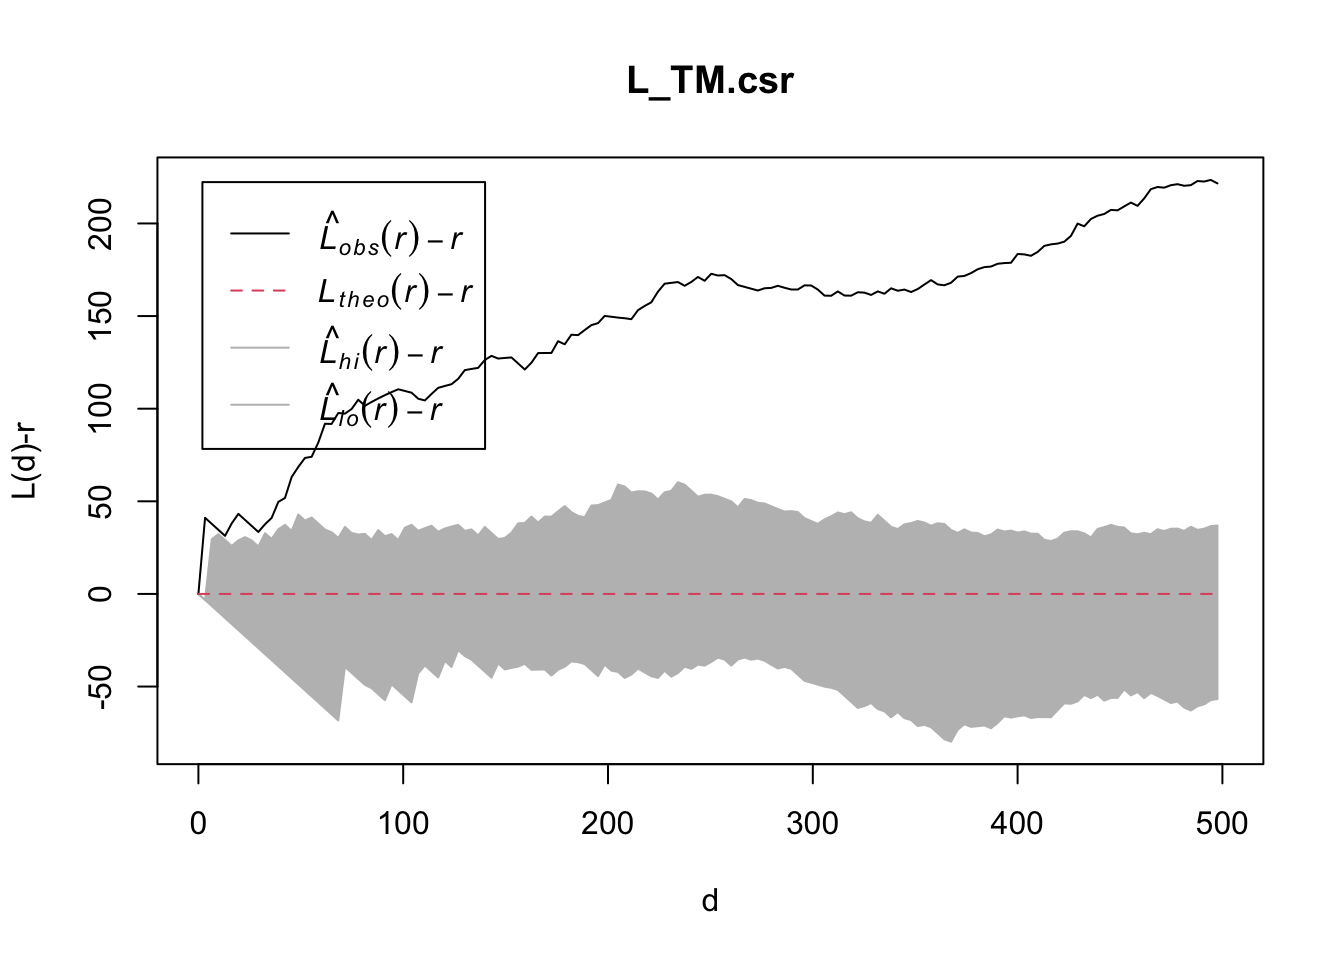 L_TM.csr
L(d)-r
200
150
100
50
0
-50
L̂obs(r) − r
Ltheo(r) − r
L̂hi(r) − r
L̂lo(r) − r
0 100 200 300 400 500
d